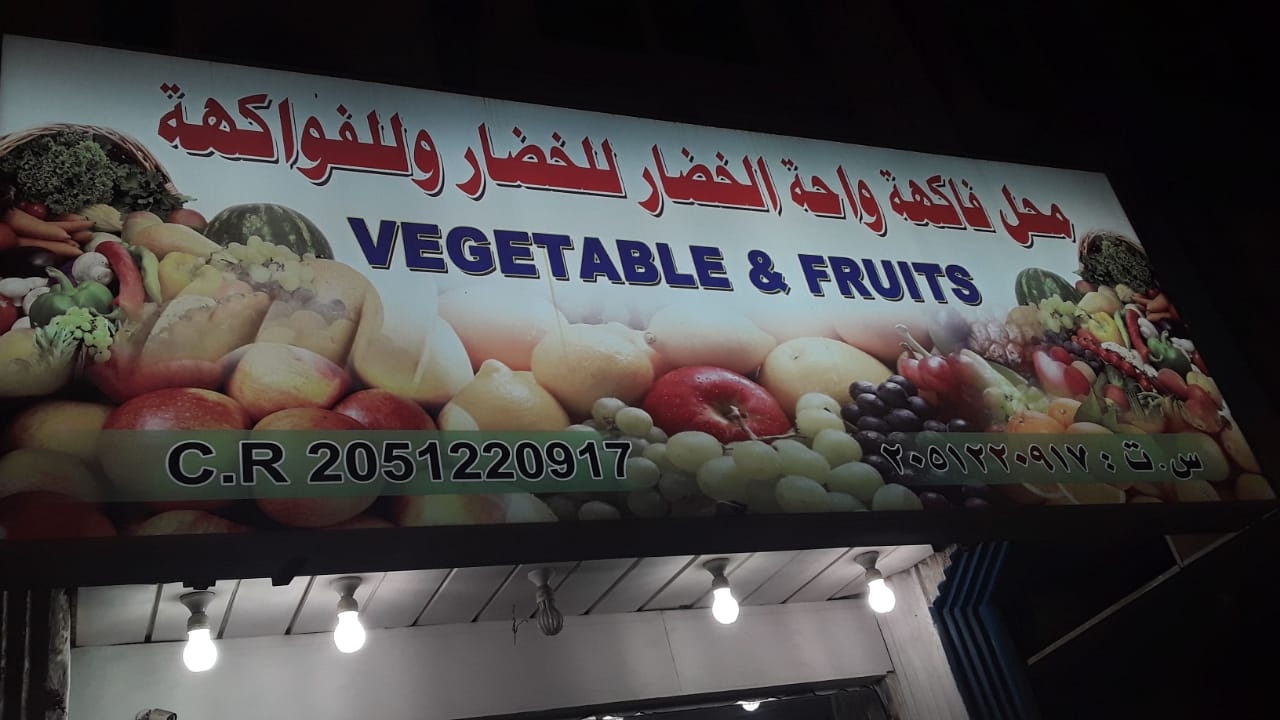 محل فاكهة واحة الخضار للخضار وللفواكهة
VEGETABLE & FRUITS
C.R 2051220917
س.ت : ٢٠٥١٢٢٠٩١٧